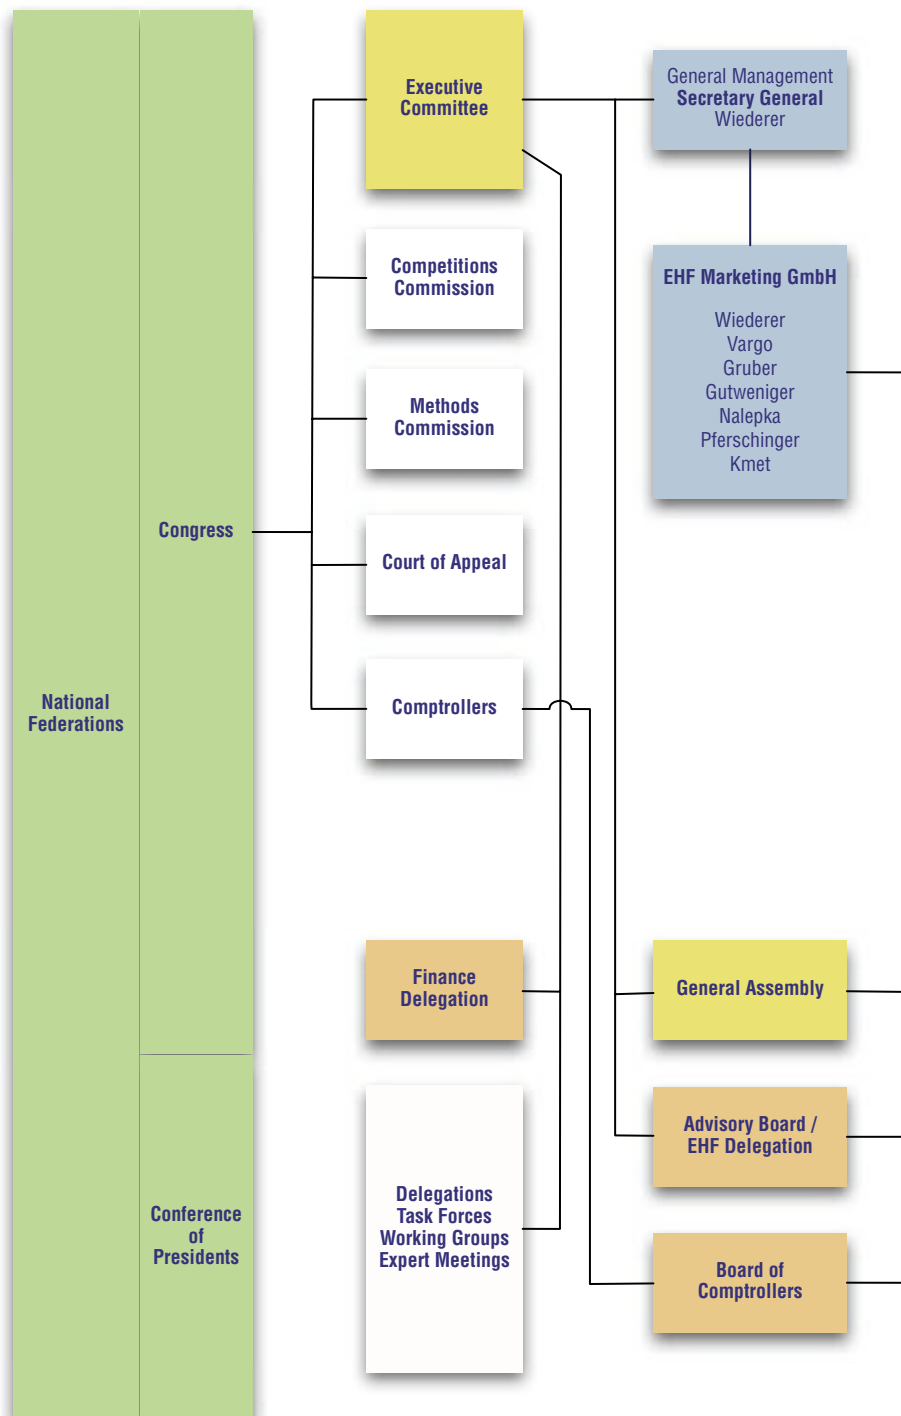 National
Federations
Congress
Conference
of
Presidents
Executive
Committee
Competitions
Commission
Methods
Commission
Court of Appeal
Comptrollers
Finance
Delegation
Delegations
Task Forces
Working Groups
Expert Meetings
General Management
Secretary General
Wiederer
EHF Marketing GmbH
Wiederer
Vargo
Gruber
Gutweniger
Nalepka
Pferschinger
Kmet
General Assembly
Advisory Board /
EHF Delegation
Board of
Comptrollers